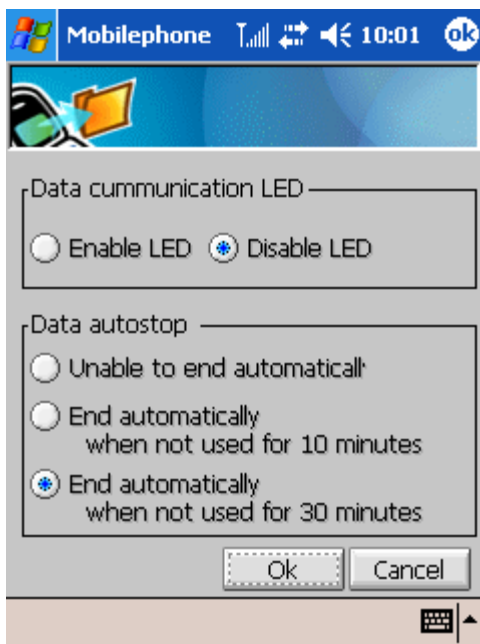 Mobilephone 10:01 ok
Data cummunication LED
Enable LED Disable LED
Data autostop
Unable to end automaticall
End automatically
when not used for 10 minutes
End automatically
when not used for 30 minutes
Ok Cancel